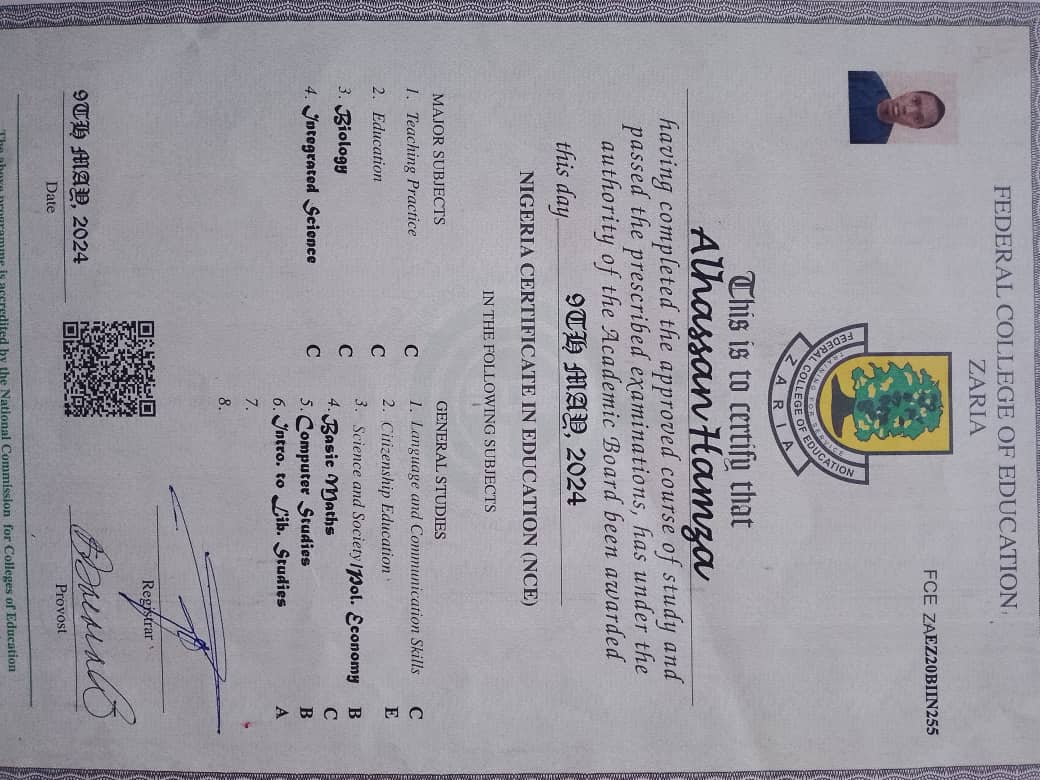 FEDERAL COLLEGE OF EDUCATION
ZARIA
FCE ZAEZ20BIIN255
TRAINING FOR SERVICE
FEDERAL COLLEGE OF EDUCATION
ZARIA
This is to certify that
Alhassan Hamza
having completed the approved course of study and
passed the prescribed examinations, has under the
authority of the Academic Board been awarded
this day 9TH MAY, 2024
NIGERIA CERTIFICATE IN EDUCATION (NCE)
IN THE FOLLOWING SUBJECTS
MAJOR SUBJECTS
1. Teaching Practice C
2. Education C
3. Biology C
4. Integrated Science C
GENERAL STUDIES
1. Language and Communication Skills C
2. Citizenship Education E
3. Science and Society/Pol. Economy B
4. Basic Maths C
5. Computer Studies B
6. Intro. to Lib. Studies A
7.
8.
9TH MAY, 2024
Date
Registrar
Provost
The above programme is accredited by the National Commission for Colleges of Education